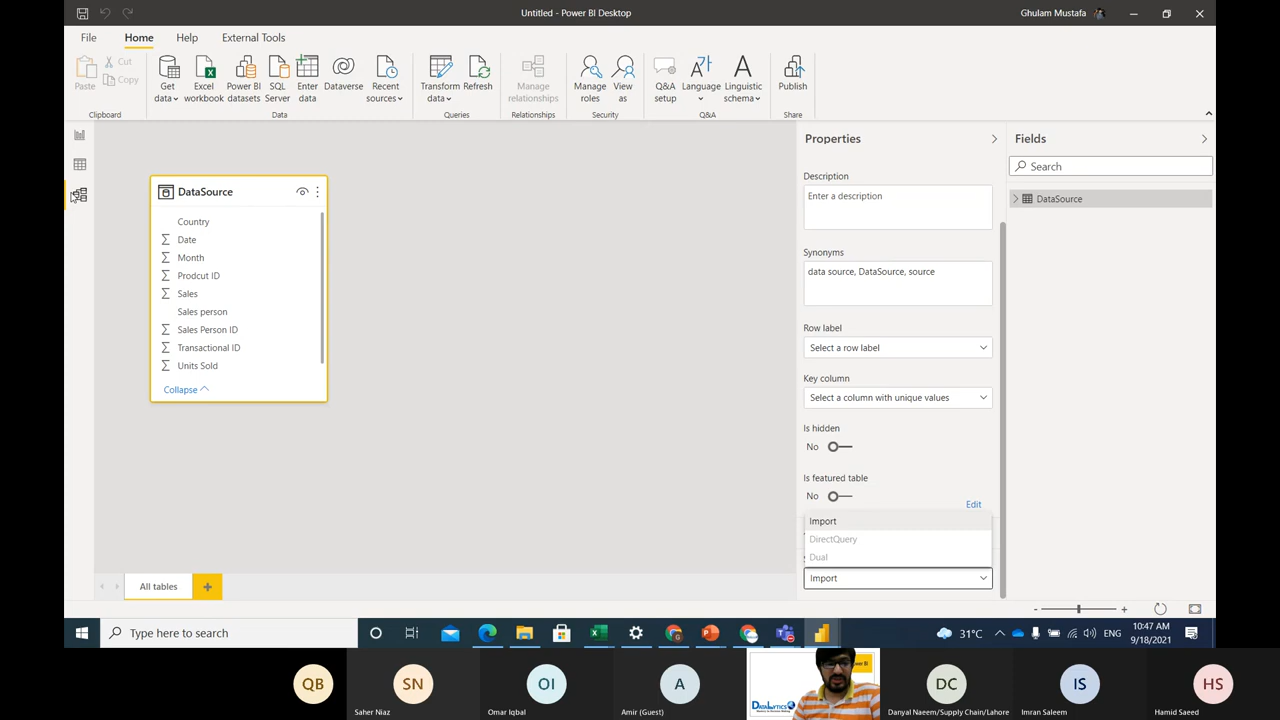 Untitled - Power BI Desktop
Ghulam Mustafa
File Home Help External Tools
Paste
Cut
Copy
Get data
Excel workbook
Power BI datasets
SQL Server
Enter data
Dataverse
Recent sources
Transform data
Refresh
Manage relationships
Manage roles
View as
Q&A setup
Language
Linguistic schema
Publish
Clipboard
Data
Queries
Relationships
Security
Q&A
Share
DataSource
Country
Date
Month
Prodcut ID
Sales
Sales person
Sales Person ID
Transactional ID
Units Sold
Collapse
Properties
Description
Enter a description
Synonyms
data source, DataSource, source
Row label
Select a row label
Key column
Select a column with unique values
Is hidden
No
Is featured table
No
Edit
Import
DirectQuery
Dual
Import
Fields
Search
DataSource
All tables
Type here to search
31°C
ENG
10:47 AM
9/18/2021
QB
SN
Saher Niaz
OI
Omar Iqbal
A
Amir (Guest)
DC
Danyal Naeem/Supply Chain/Lahore
IS
Imran Saleem
HS
Hamid Saeed